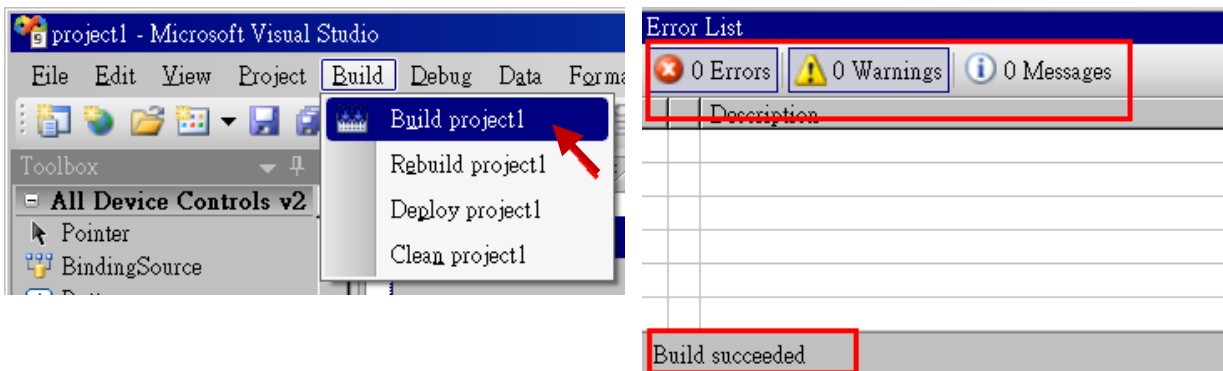 project1 - Microsoft Visual Studio
File Edit View Project Build Debug Data Forma
Build project1
Rebuild project1
Deploy project1
Clean project1
Toolbox
All Device Controls v2
Pointer
BindingSource
Error List
0 Errors 0 Warnings 0 Messages
Description
Build succeeded